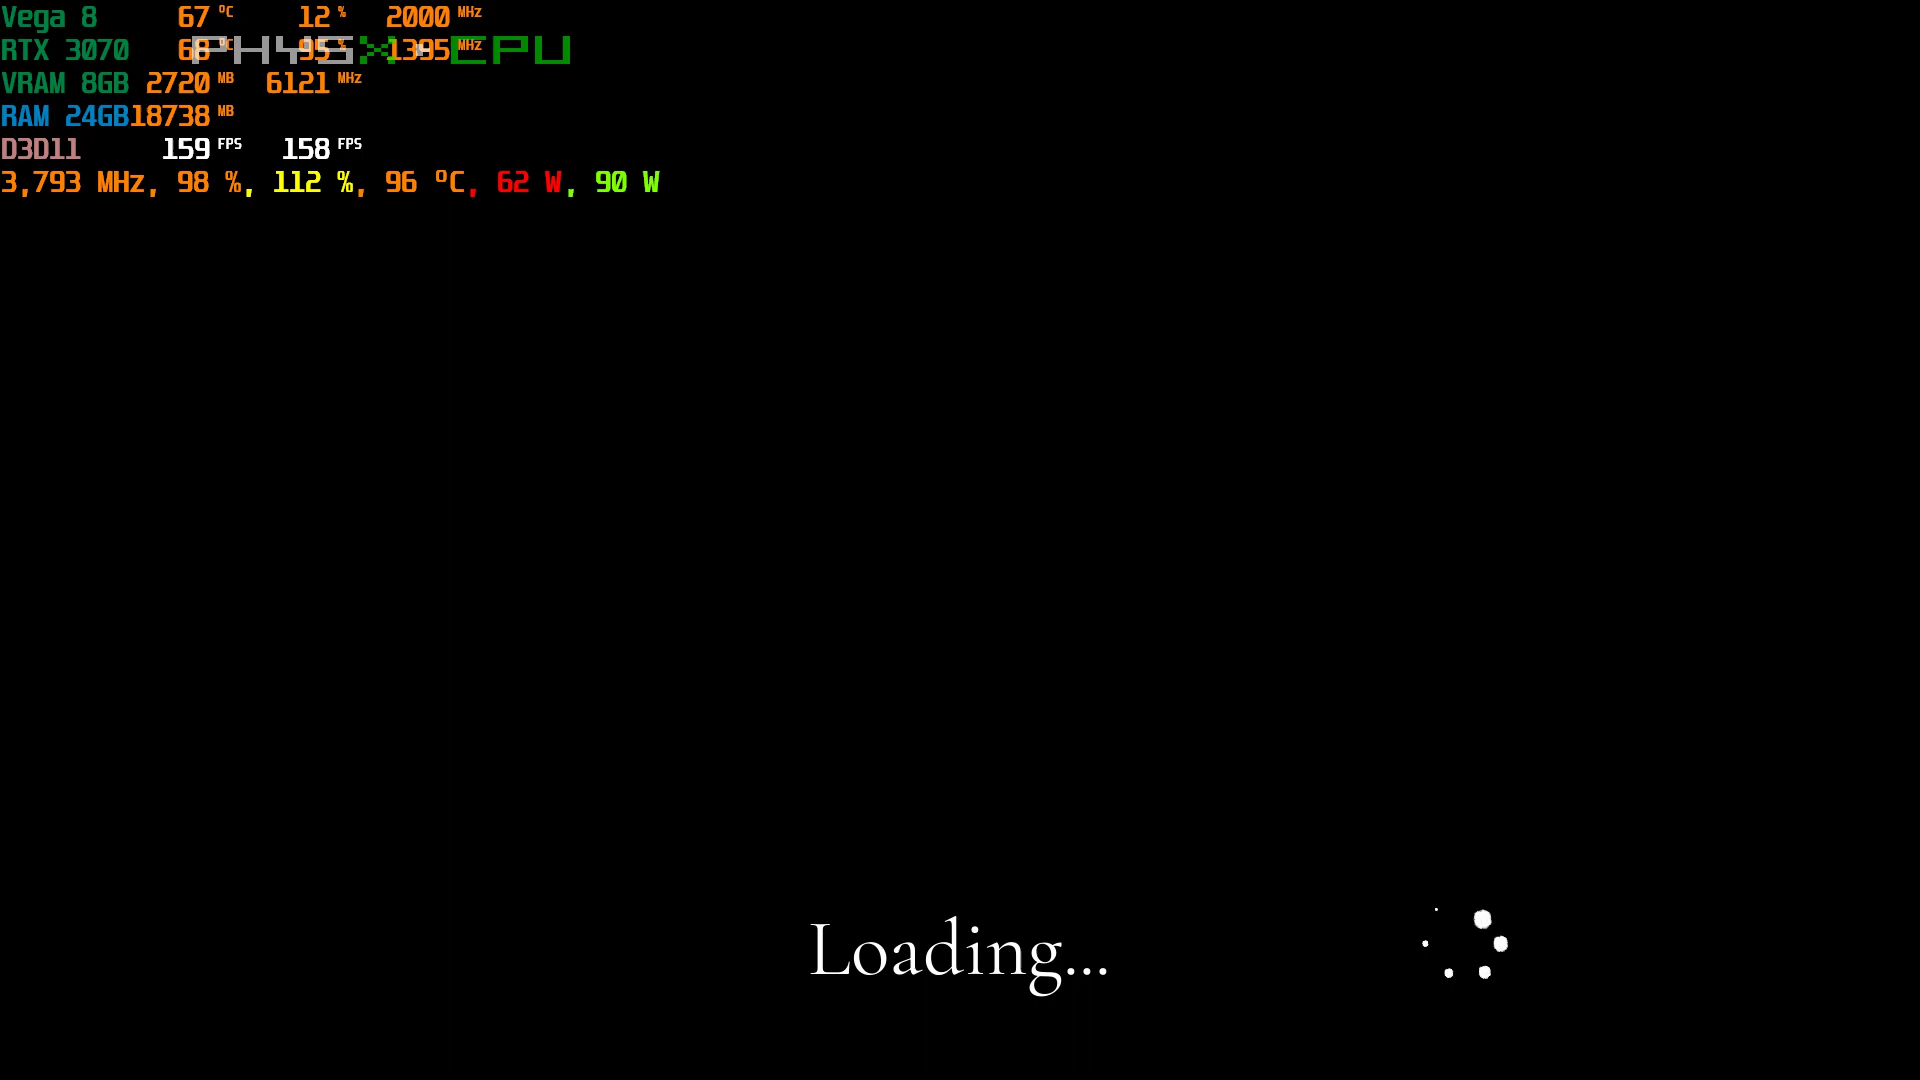 Vega 8 67 °C 12 % 2000 MHz
RTX 3070 68 °C 95 % 1395 MHz
PHYSX - CPU
VRAM 8GB 2720 MB 6121 MHz
RAM 24GB 18738 MB
D3D11 159 FPS 158 FPS
3,793 MHz, 98 %, 112 %, 96 °C, 62 W, 90 W
Loading...